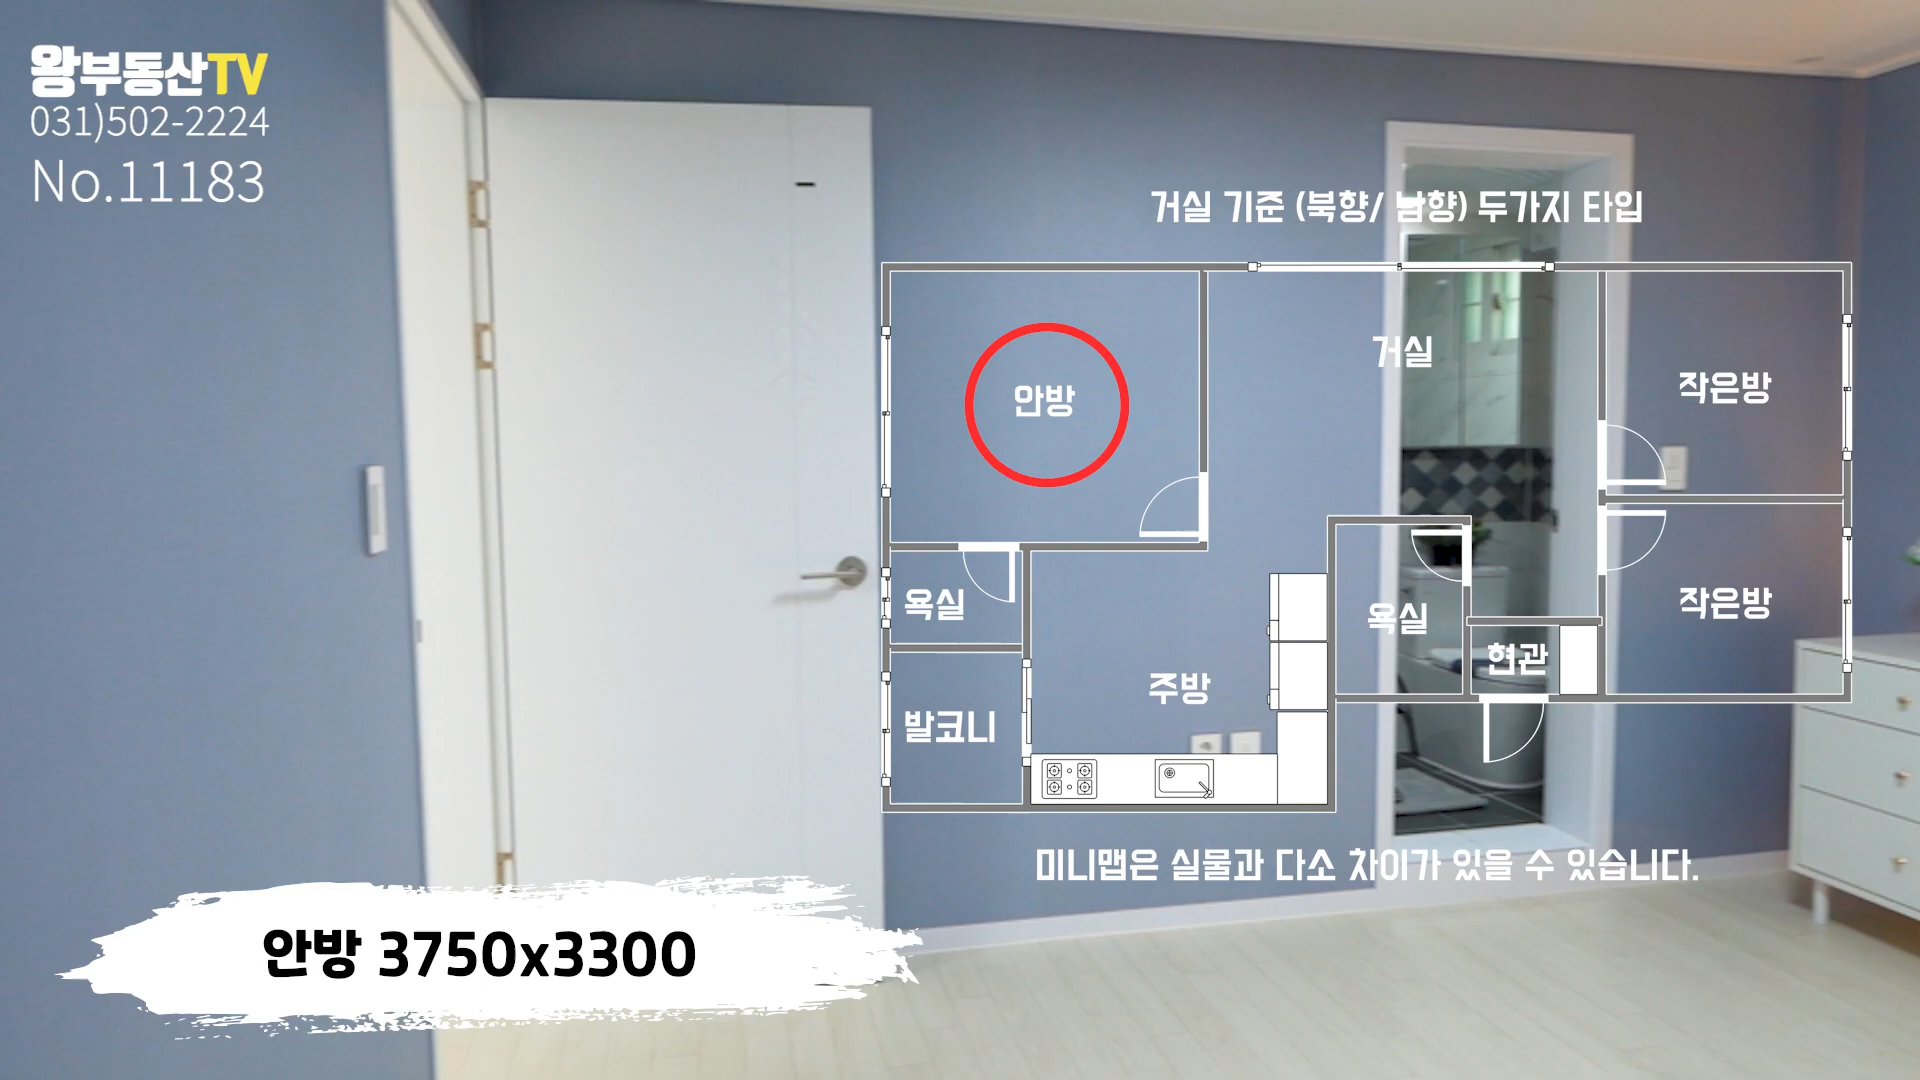 왕부동산TV
031)502-2224
No.11183
거실 기준 (북향/ 남향) 두가지 타입
안방
거실
작은방
욕실
욕실
작은방
현관
주방
발코니
미니맵은 실물과 다소 차이가 있을 수 있습니다.
안방 3750x3300